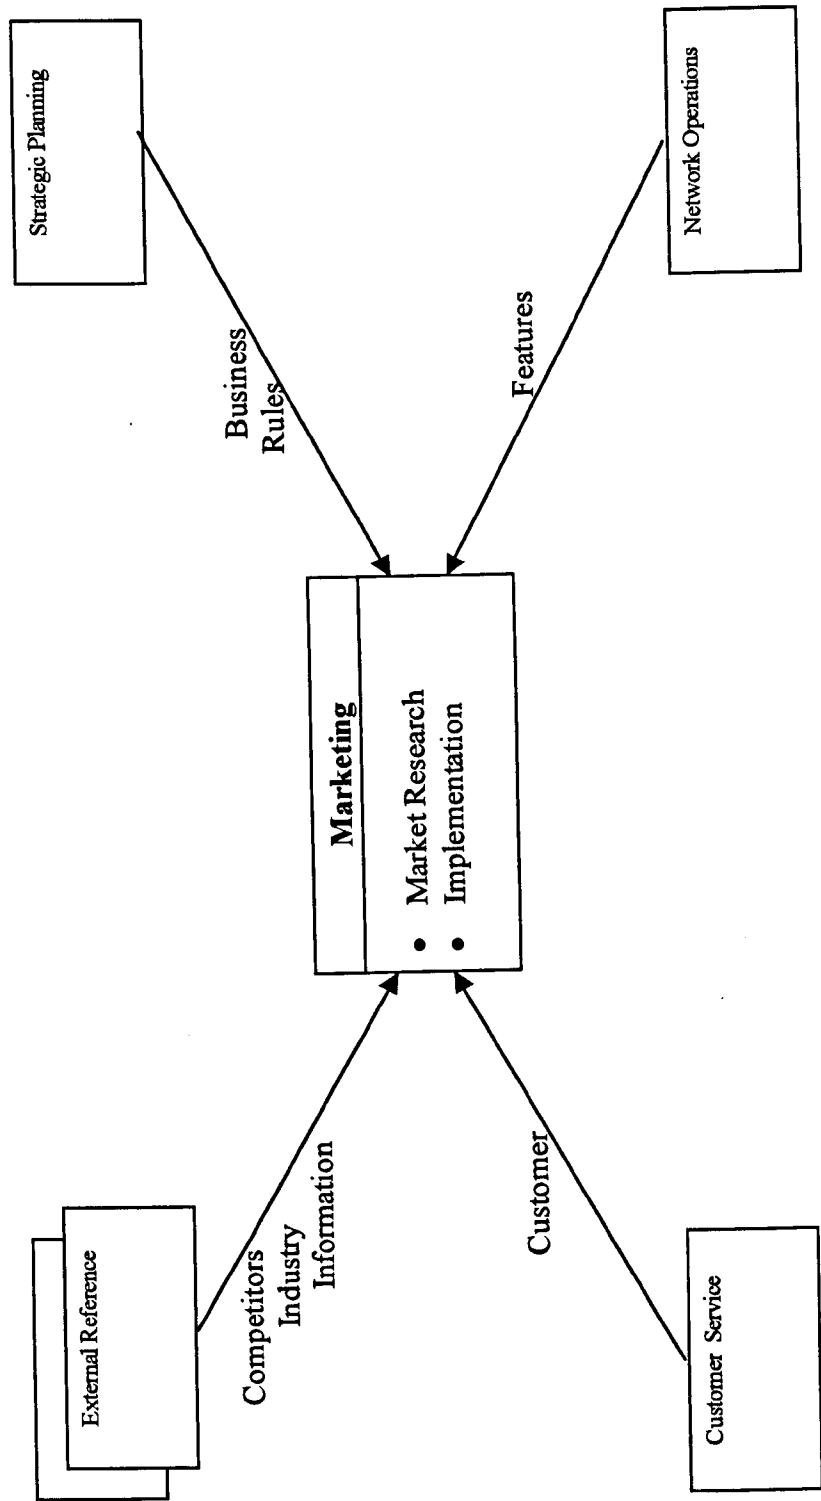 External Reference
Strategic Planning
Competitors
Industry
Information
Business
Rules
Marketing
• Market Research
• Implementation
Customer
Features
Customer Service
Network Operations